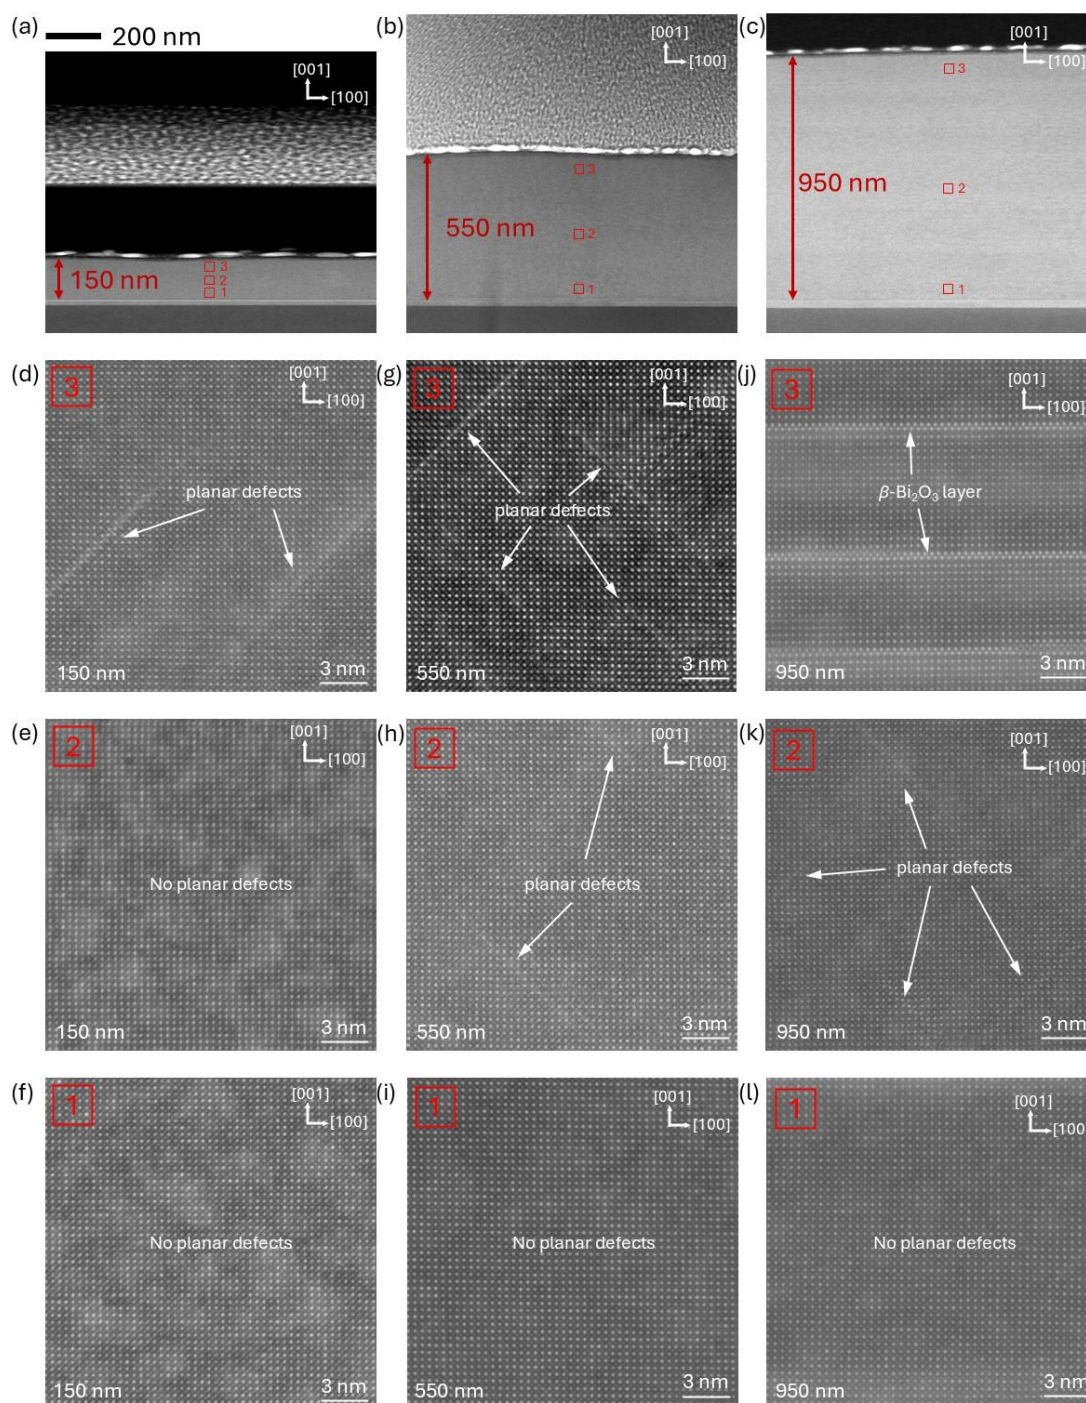 (a)
200 nm
[001]
[100]
3
2
1
150 nm
(b)
[001]
[100]
3
2
1
550 nm
(c)
[001]
[100]
3
2
1
950 nm
(d)
3
[001]
[100]
planar defects
150 nm
3 nm
(g)
3
[001]
[100]
planar defects
550 nm
3 nm
(j)
3
[001]
[100]
β-Bi₂O₃ layer
950 nm
3 nm
(e)
2
[001]
[100]
No planar defects
150 nm
3 nm
(h)
2
[001]
[100]
planar defects
550 nm
3 nm
(k)
2
[001]
[100]
planar defects
950 nm
3 nm
(f)
1
[001]
[100]
No planar defects
150 nm
3 nm
(i)
1
[001]
[100]
No planar defects
550 nm
3 nm
(l)
1
[001]
[100]
No planar defects
950 nm
3 nm